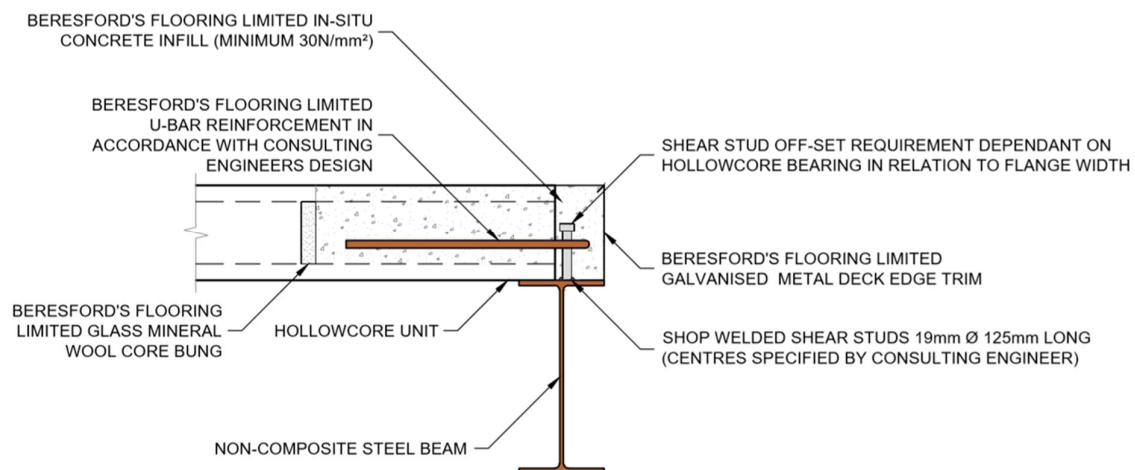 BERESFORD'S FLOORING LIMITED IN-SITU
CONCRETE INFILL (MINIMUM 30N/mm²)
BERESFORD'S FLOORING LIMITED
U-BAR REINFORCEMENT IN
ACCORDANCE WITH CONSULTING
ENGINEERS DESIGN
SHEAR STUD OFF-SET REQUIREMENT DEPENDANT ON
HOLLOWCORE BEARING IN RELATION TO FLANGE WIDTH
BERESFORD'S FLOORING LIMITED
GALVANISED METAL DECK EDGE TRIM
BERESFORD'S FLOORING
LIMITED GLASS MINERAL
WOOL CORE BUNG
HOLLOWCORE UNIT
SHOP WELDED SHEAR STUDS 19mm Ø 125mm LONG
(CENTRES SPECIFIED BY CONSULTING ENGINEER)
NON-COMPOSITE STEEL BEAM